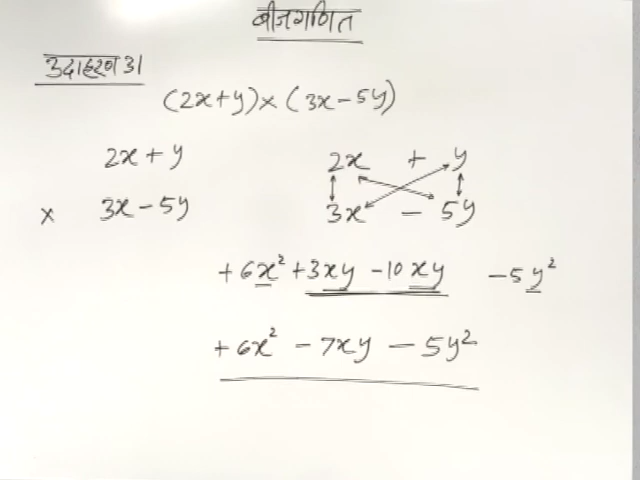 बीजगणित
उदाहरण 3।
(2x+y)×(3x-5y)
2x+y
× 3x-5y
2x + y
3x - 5y
+6x² +3xy -10xy -5y²
+6x² - 7xy - 5y²